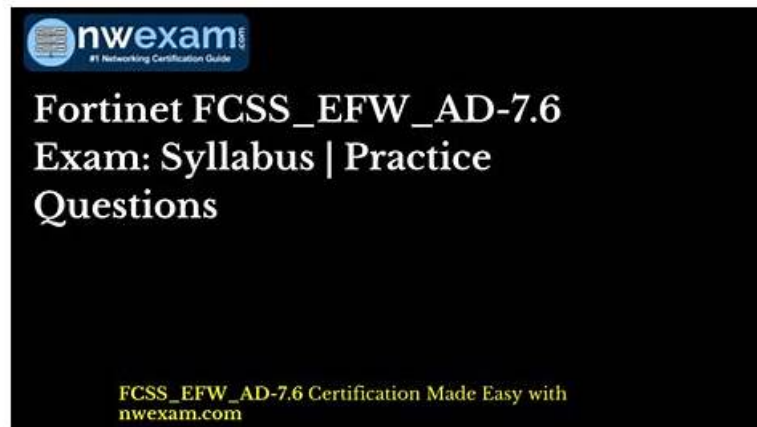 nwexam.com
#1 Networking Certification Guide
Fortinet FCSS_EFW_AD-7.6
Exam: Syllabus | Practice
Questions
FCSS_EFW_AD-7.6 Certification Made Easy with
nwexam.com